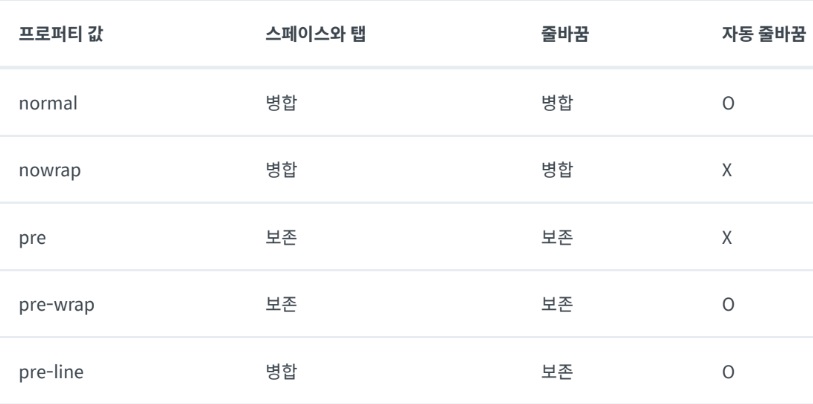 프로퍼티 값 스페이스와 탭 줄바꿈 자동 줄바꿈
normal 병합 병합 O
nowrap 병합 병합 X
pre 보존 보존 X
pre-wrap 보존 보존 O
pre-line 병합 보존 O